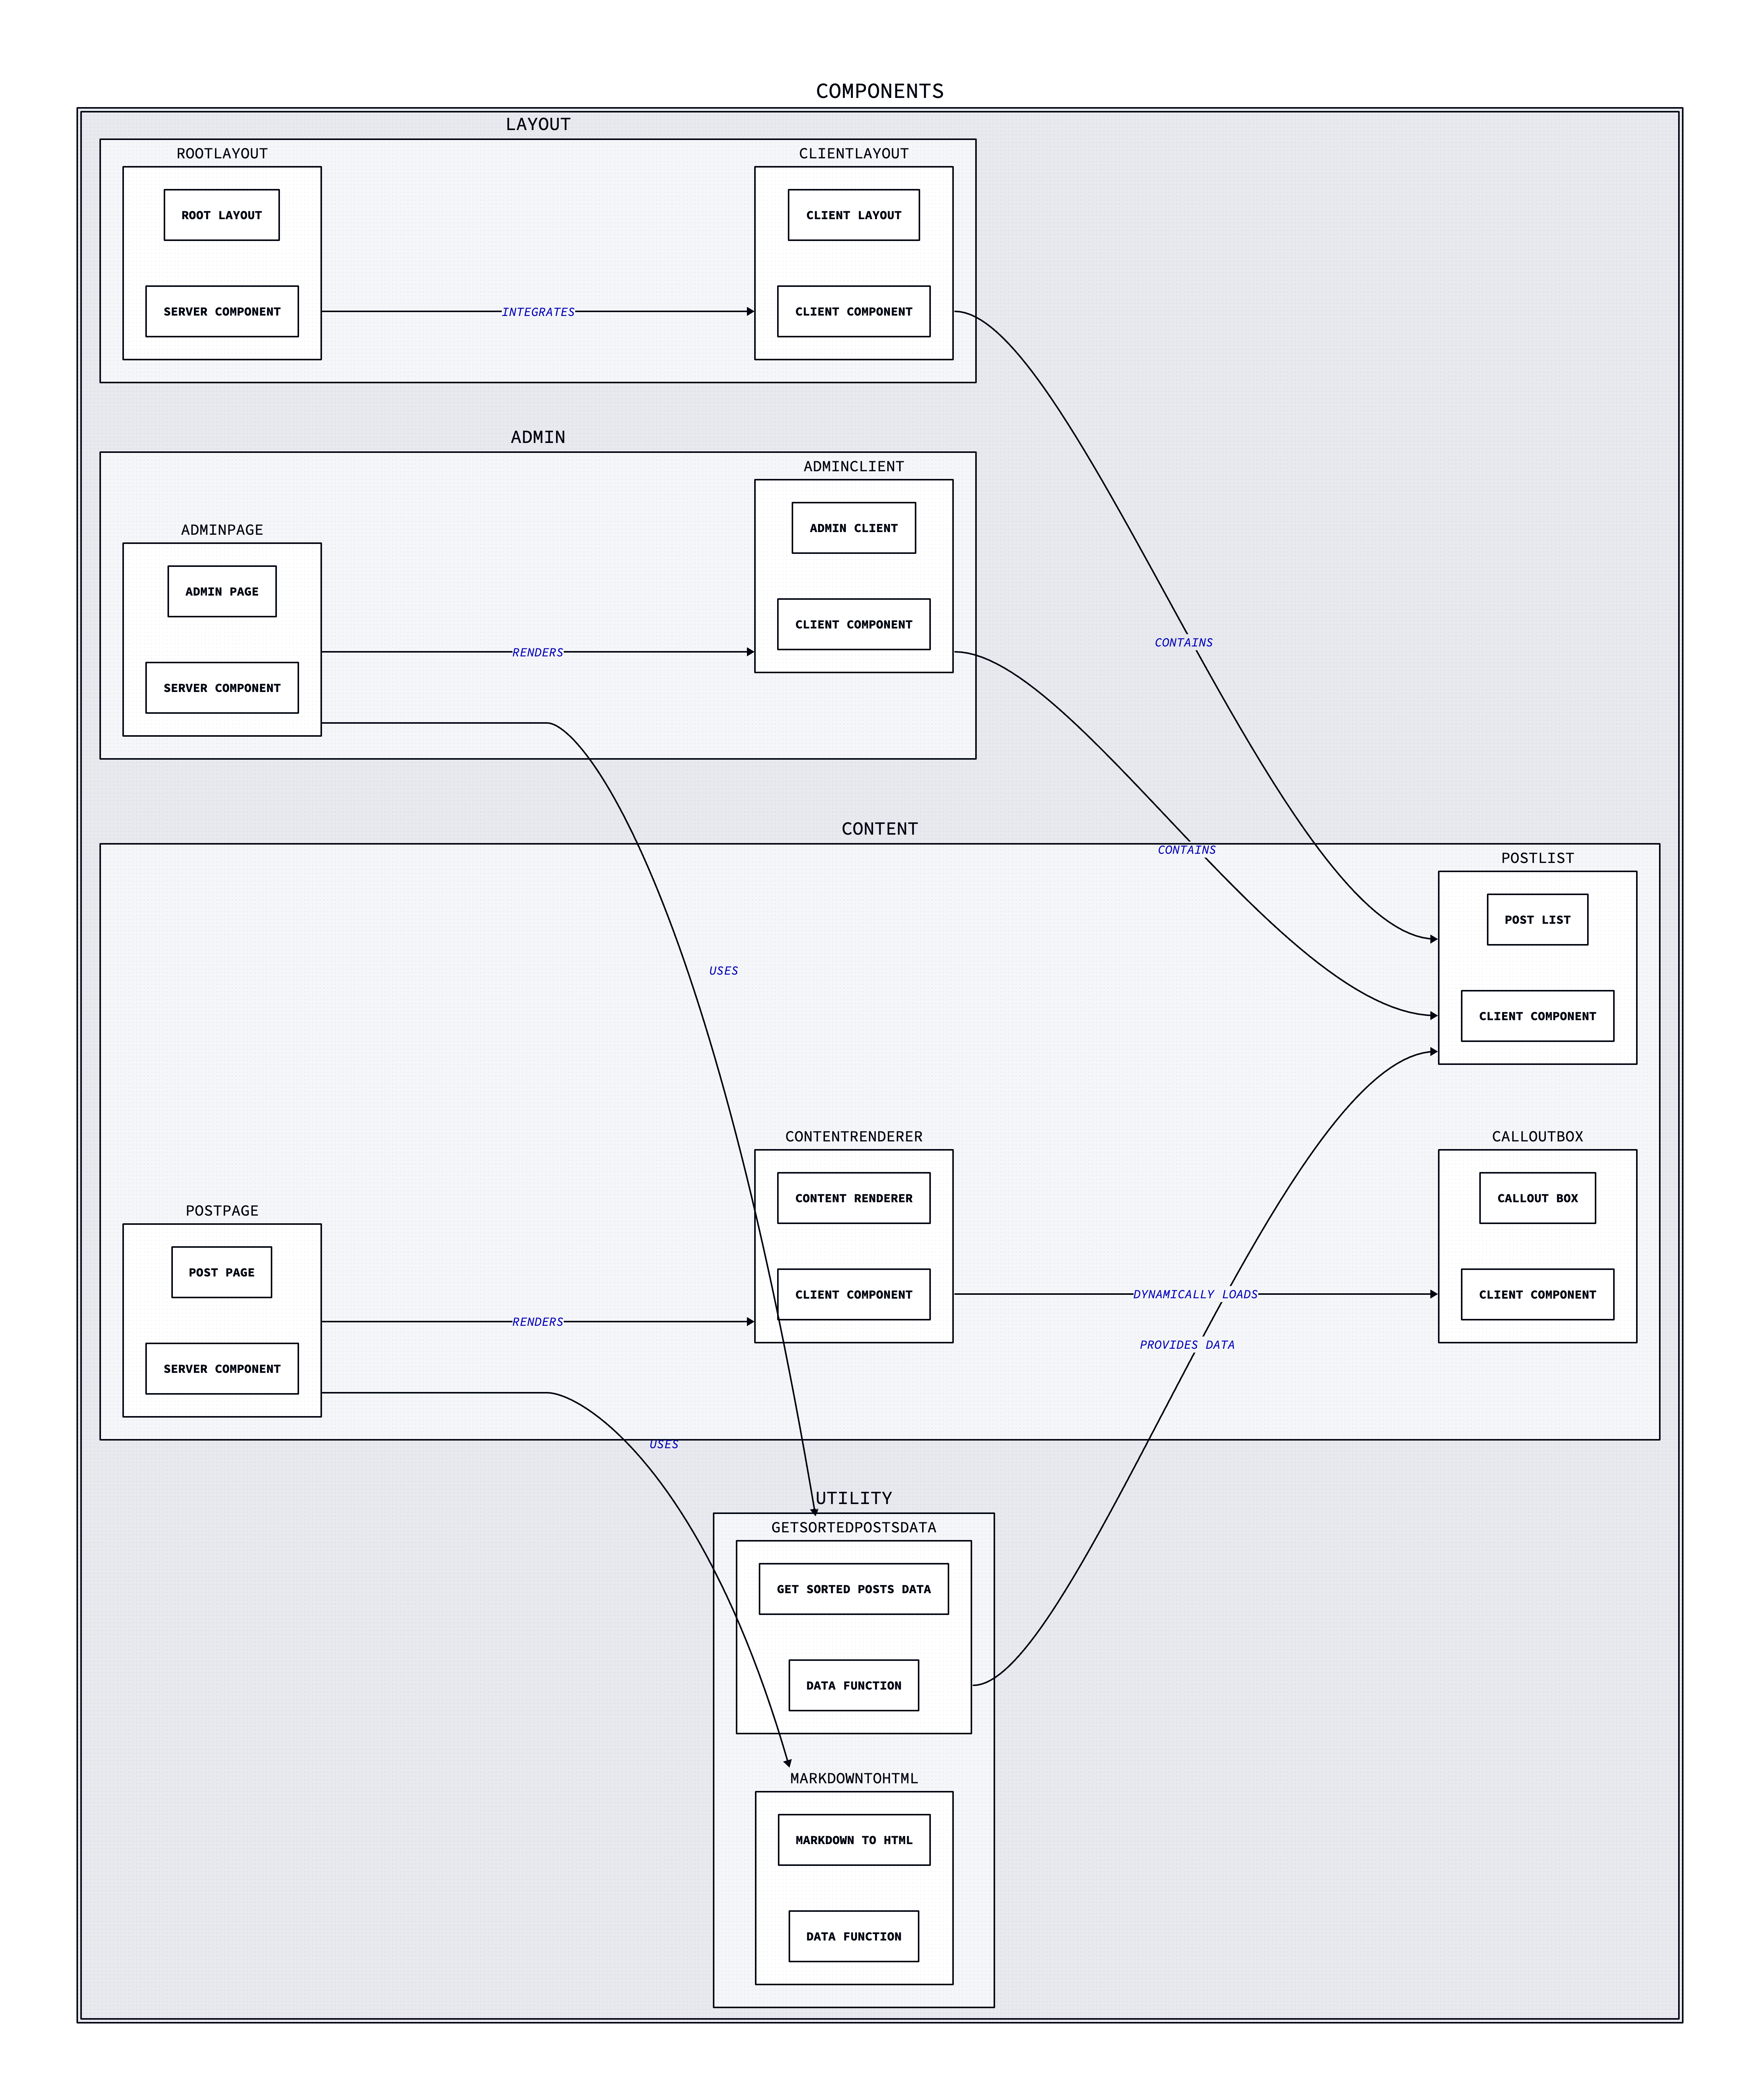 COMPONENTS
LAYOUT
ROOTLAYOUT
CLIENTLAYOUT
ROOT LAYOUT
CLIENT LAYOUT
SERVER COMPONENT
INTEGRATES
CLIENT COMPONENT
ADMIN
ADMINCLIENT
ADMIN CLIENT
ADMINPAGE
ADMIN PAGE
CLIENT COMPONENT
CONTAINS
RENDERS
SERVER COMPONENT
CONTENT
CONTAINS
POSTLIST
POST LIST
USES
CLIENT COMPONENT
CONTENTRENDERER
CALLOUTBOX
CONTENT RENDERER
CALLOUT BOX
POSTPAGE
POST PAGE
CLIENT COMPONENT
DYNAMICALLY LOADS
CLIENT COMPONENT
RENDERS
PROVIDES DATA
SERVER COMPONENT
USES
UTILITY
GETSORTEDPOSTSDATA
GET SORTED POSTS DATA
DATA FUNCTION
MARKDOWNTOHTML
MARKDOWN TO HTML
DATA FUNCTION